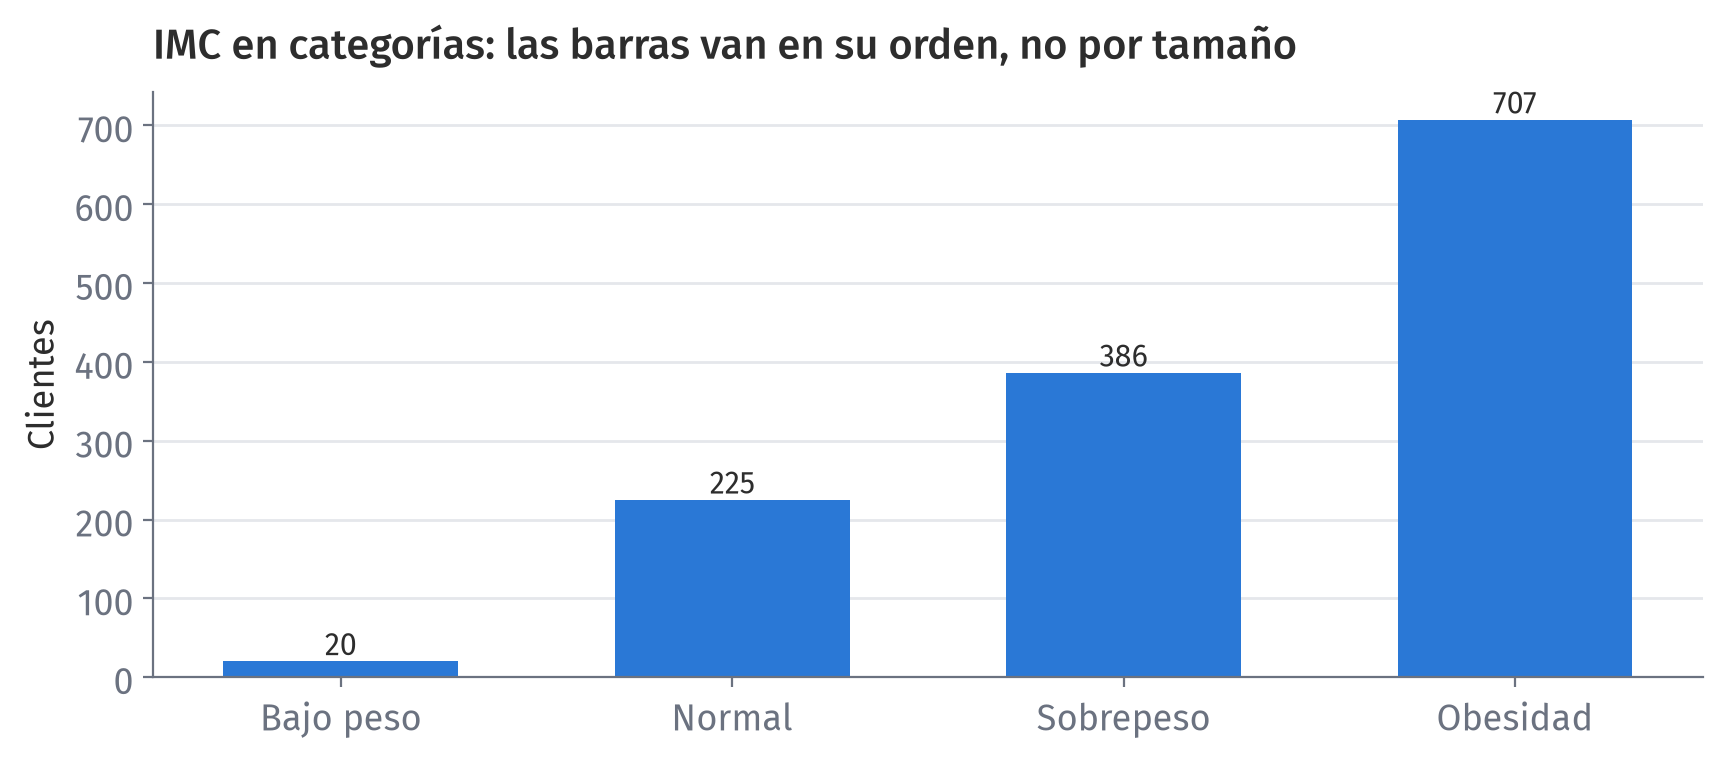 IMC en categorías: las barras van en su orden, no por tamaño
Clientes
700
600
500
400
300
200
100
0
20
225
386
707
Bajo peso
Normal
Sobrepeso
Obesidad